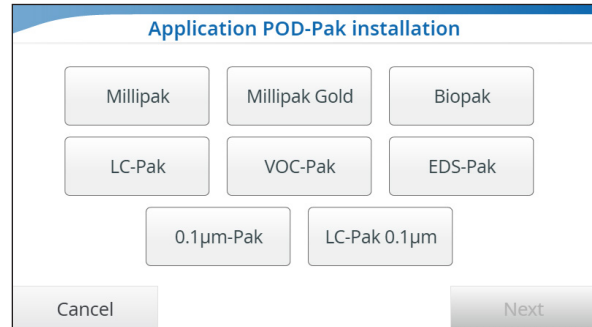 Application POD-Pak installation
Millipak Millipak Gold Biopak
LC-Pak VOC-Pak EDS-Pak
0.1µm-Pak LC-Pak 0.1µm
Cancel Next